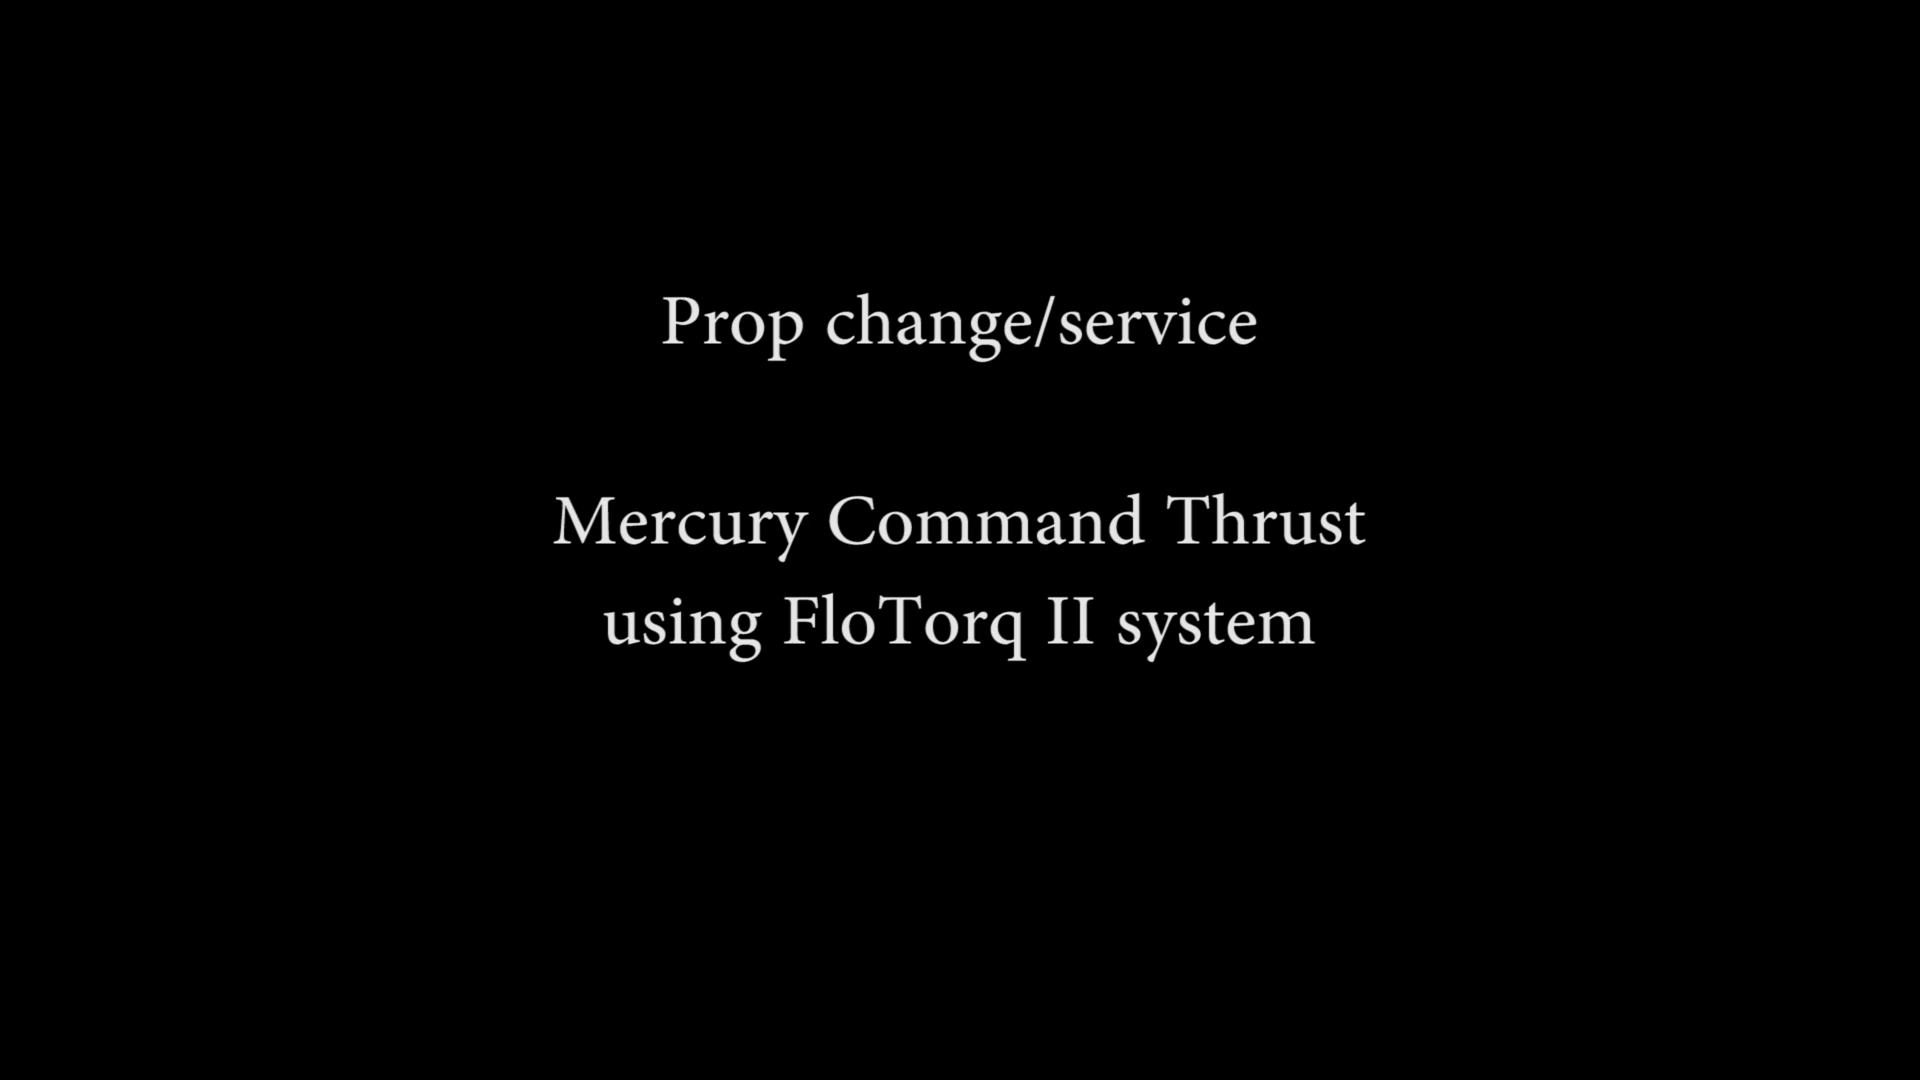 Prop change/service
Mercury Command Thrust
using FloTorq II system